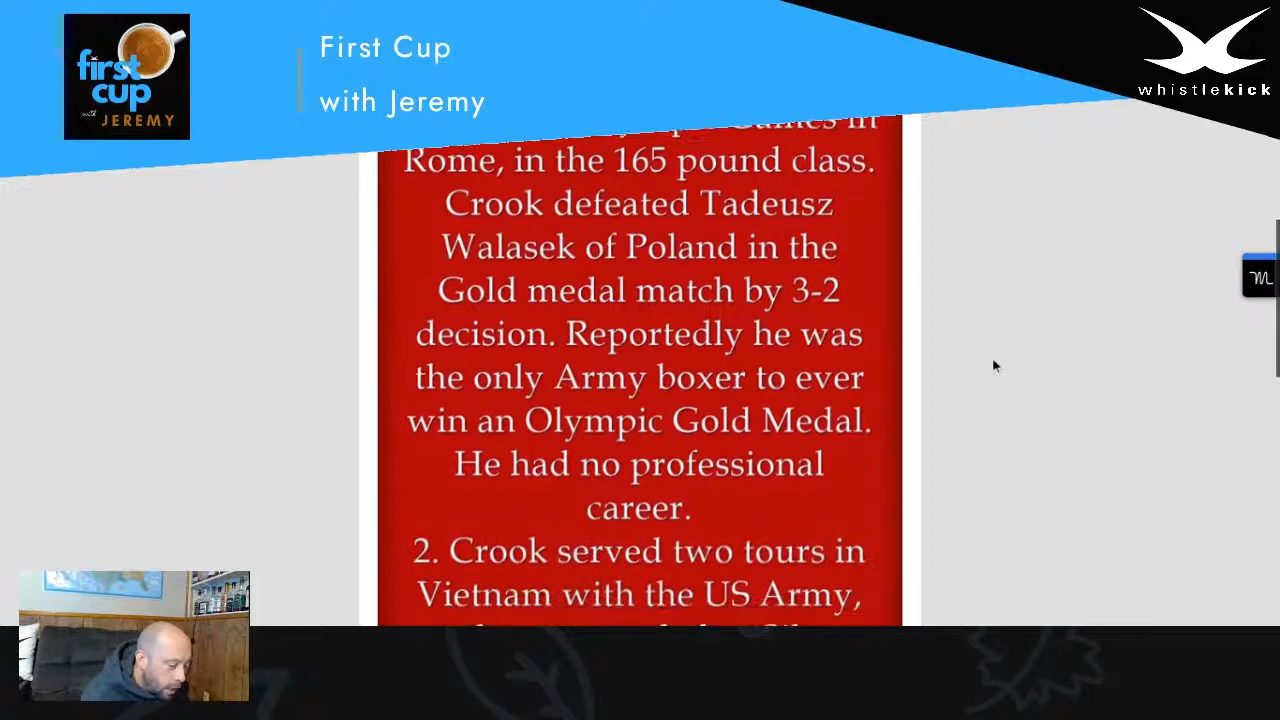 first
cup
with
JEREMY
First Cup
with Jeremy
whistlekick
Games in
Rome, in the 165 pound class.
Crook defeated Tadeusz
Walasek of Poland in the
Gold medal match by 3-2
decision. Reportedly he was
the only Army boxer to ever
win an Olympic Gold Medal.
He had no professional
career.
2. Crook served two tours in
Vietnam with the US Army,